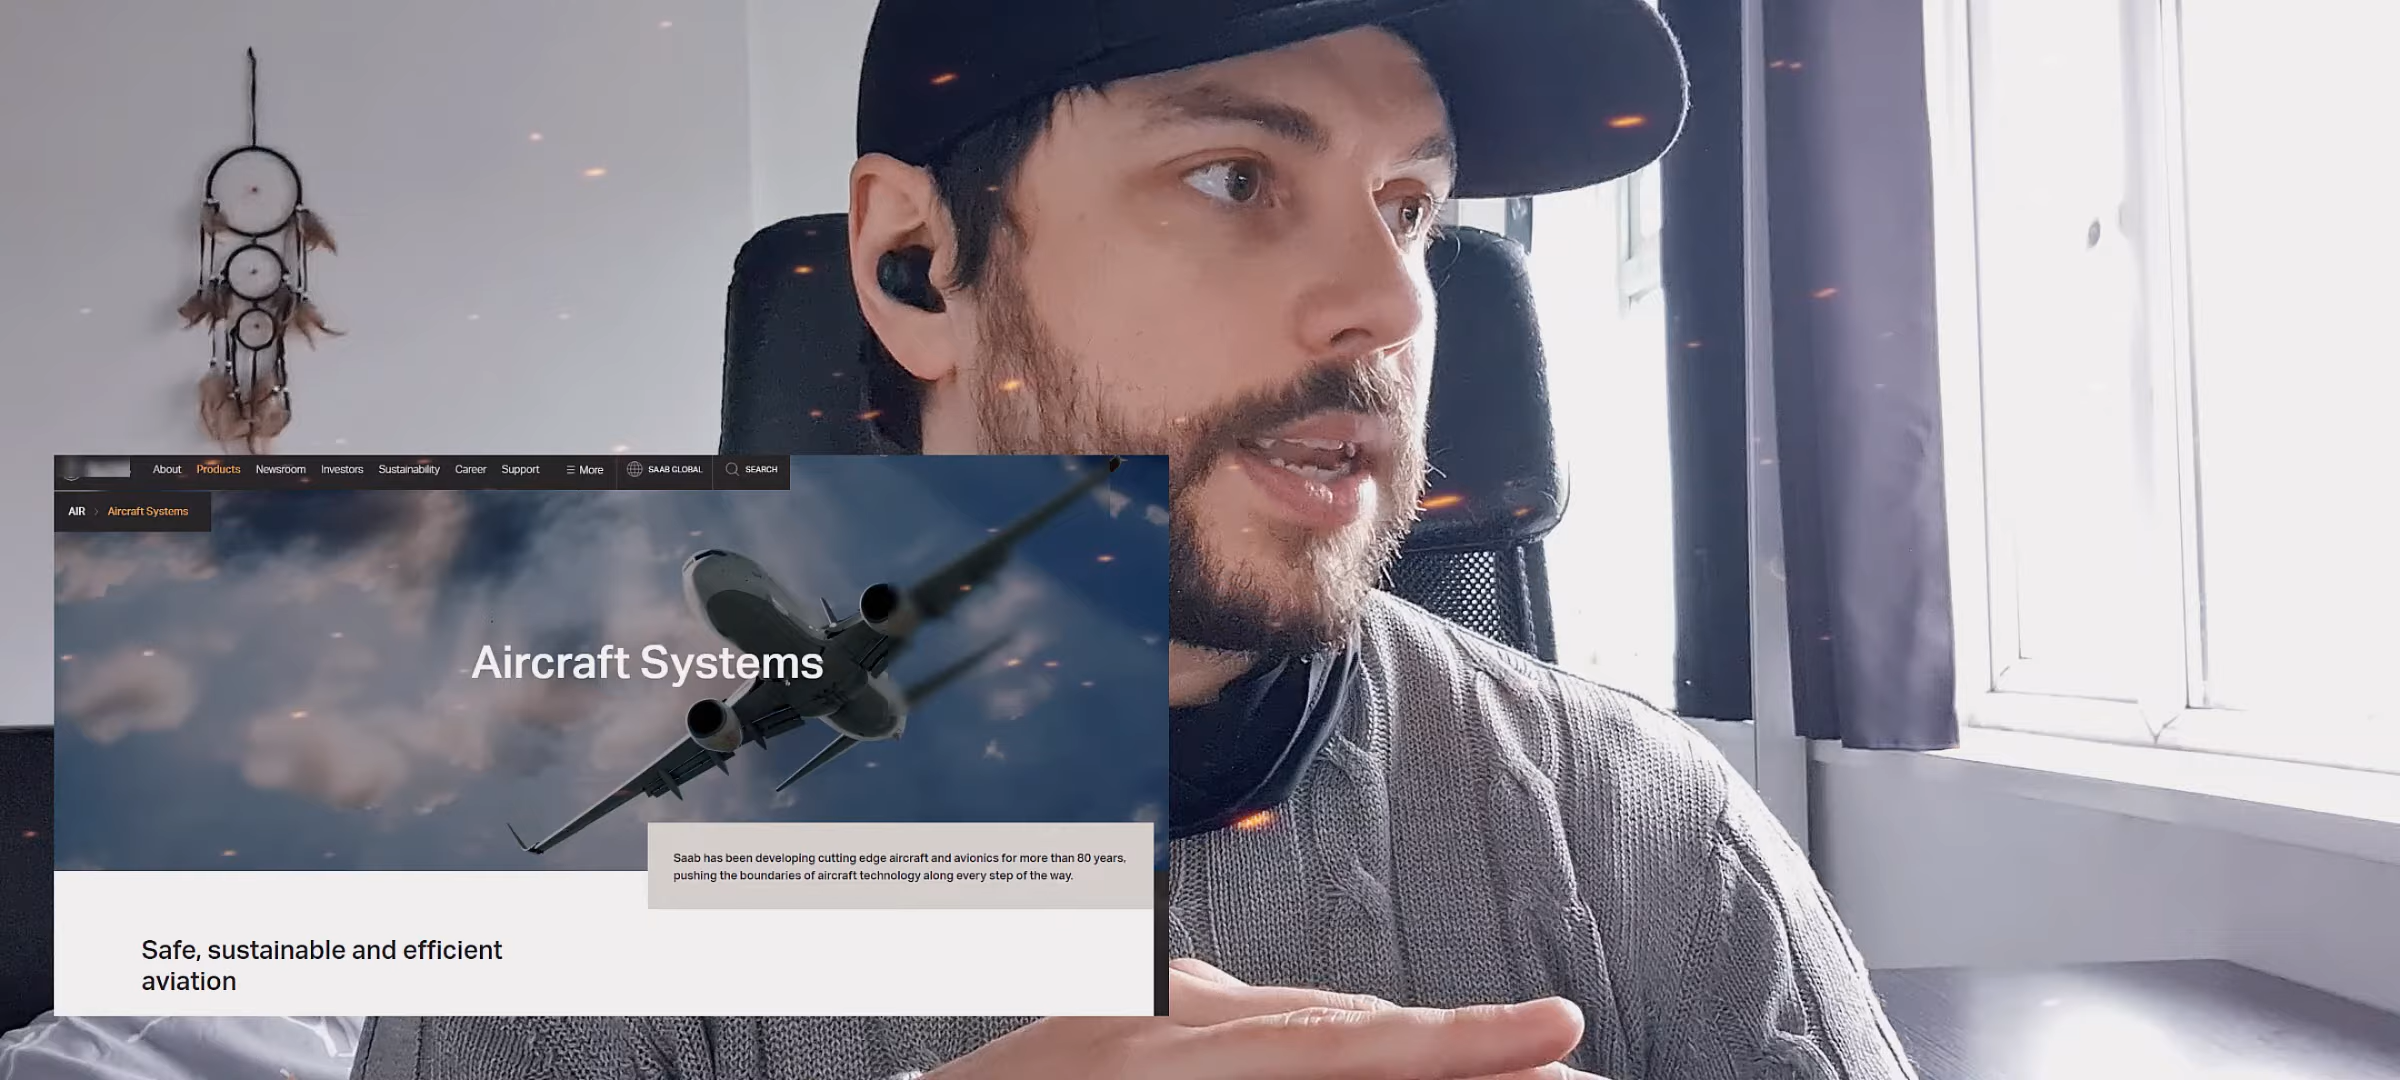 About Products Newsroom Investors Sustainability Career Support More SAAB GLOBAL SEARCH
AIR Aircraft Systems
Aircraft Systems
Saab has been developing cutting edge aircraft and avionics for more than 80 years,
pushing the boundaries of aircraft technology along every step of the way.
Safe, sustainable and efficient
aviation